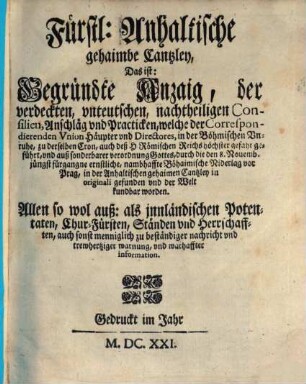 Fürstl: Anhaltische
gehaimbe Cantzley,
Das ist:
Gegründte Anzaig, der
verdeckten, vnteutschen, nachtheiligen Con-
silien, Anschläg vnd Practicken, welche der Correspon-
dierenden Vnion Häupter vnd Directores, in der Böhmischen Vn-
ruhe, zu derselben Cron, auch deß H Römischen Reichs höchster gefahr ge-
führt, vnd auß sonderbarer verordnung Gottes, durch die den 8. Nouemb.
jüngst fürgangne ernstliche, namhhaffte Böhaimische Niderlag vor
Prag, in der Anhaltischen gehaimen Cantzley in
originali gefunden vnd der Welt
kundbar worden.
Allen so wol auß: als innländischen Poten-
taten, Chur-Fürsten, Ständen vnd Herrschaff-
ten, auch sonst menniglich zu beständiger nachricht vnd
trewhertziger warnung, vnd warhaffter
information.
Gedruckt im Jahr
M. DC. XXI.